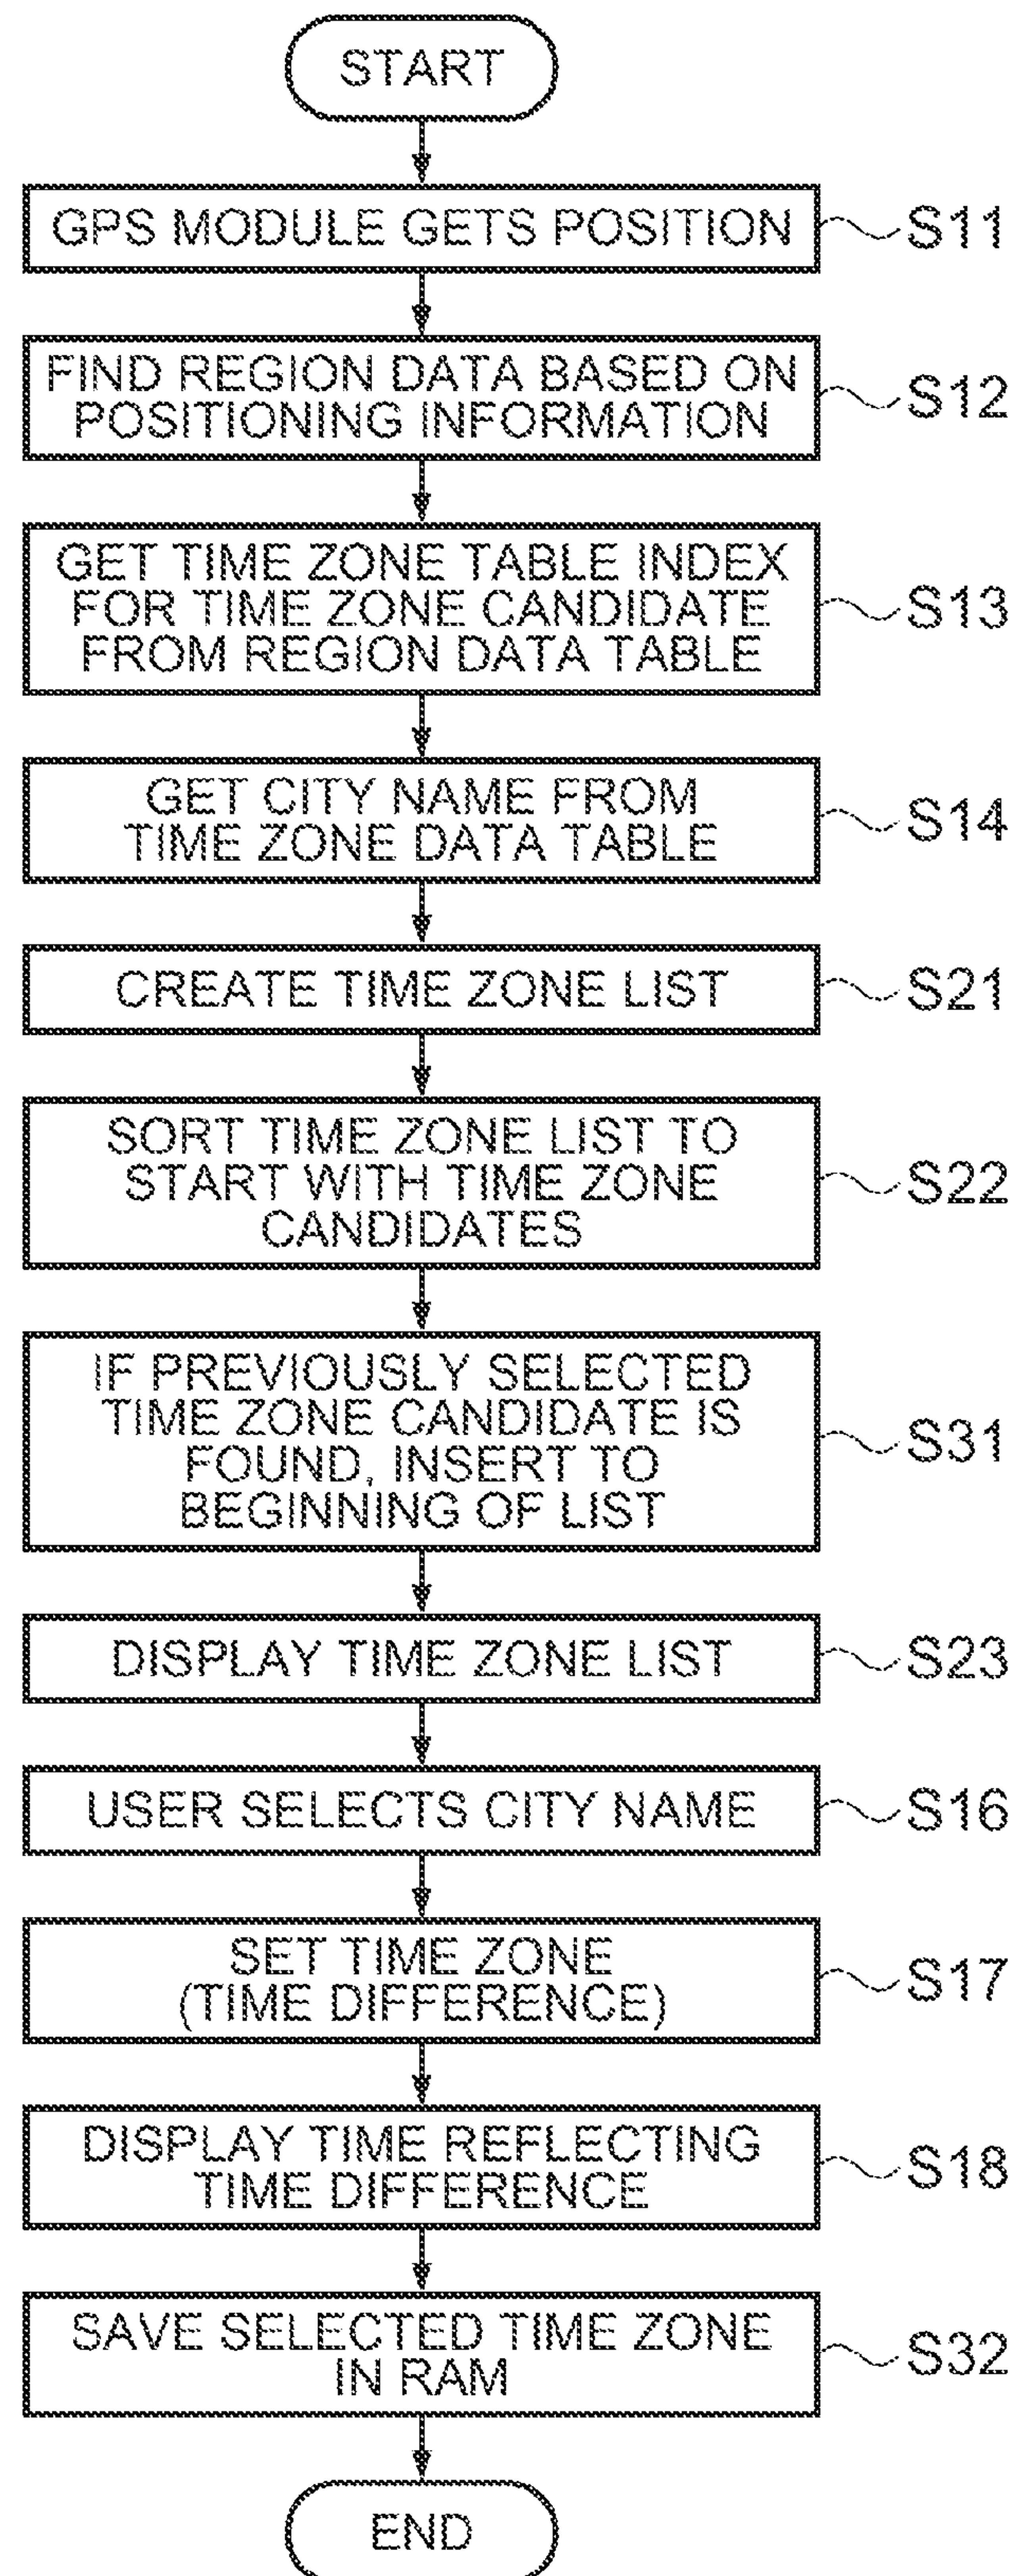 START
GPS MODULE GETS POSITION
S11
FIND REGION DATA BASED ON
POSITIONING INFORMATION
S12
GET TIME ZONE TABLE INDEX
FOR TIME ZONE CANDIDATE
FROM REGION DATA TABLE
S13
GET CITY NAME FROM
TIME ZONE DATA TABLE
S14
CREATE TIME ZONE LIST
S21
SORT TIME ZONE LIST TO
START WITH TIME ZONE
CANDIDATES
S22
IF PREVIOUSLY SELECTED
TIME ZONE CANDIDATE IS
FOUND, INSERT TO
BEGINNING OF LIST
S31
DISPLAY TIME ZONE LIST
S23
USER SELECTS CITY NAME
S16
SET TIME ZONE
(TIME DIFFERENCE)
S17
DISPLAY TIME REFLECTING
TIME DIFFERENCE
S18
SAVE SELECTED TIME ZONE
IN RAM
S32
END